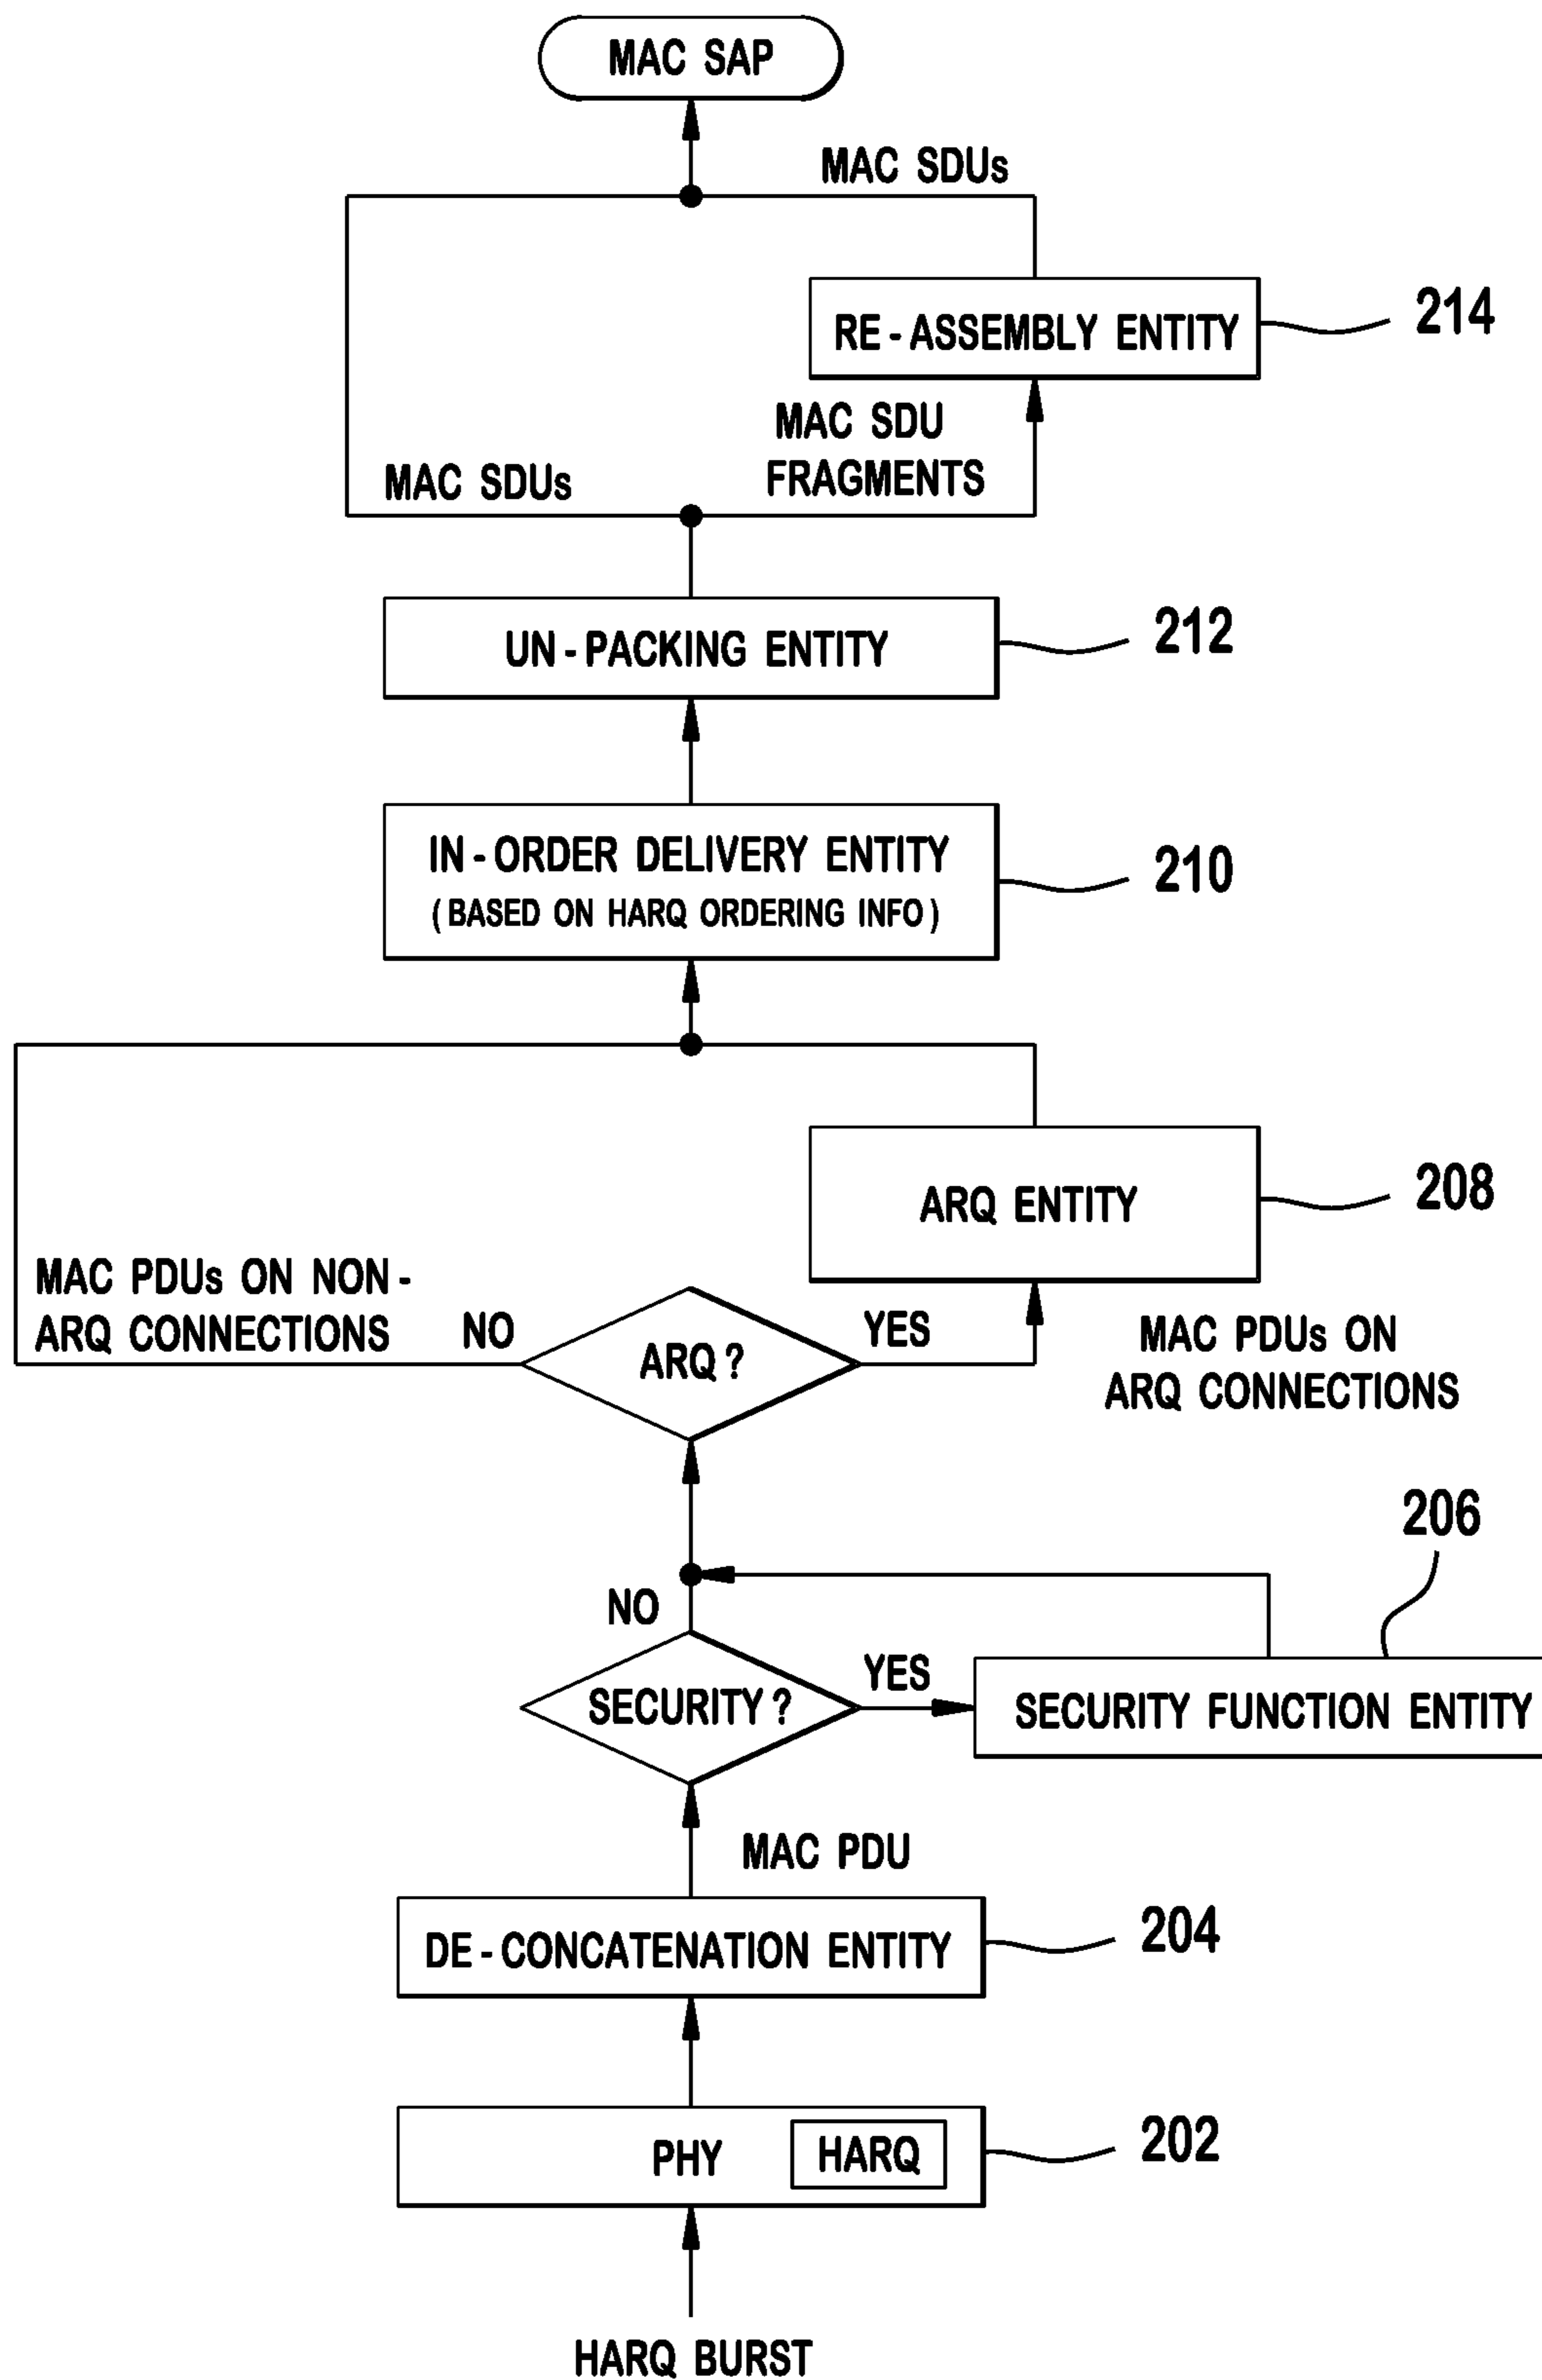 MAC SAP
MAC SDUs
RE-ASSEMBLY ENTITY
214
MAC SDU
FRAGMENTS
MAC SDUs
UN-PACKING ENTITY
212
IN-ORDER DELIVERY ENTITY
(BASED ON HARQ ORDERING INFO)
210
ARQ ENTITY
208
MAC PDUs ON NON-
ARQ CONNECTIONS
NO
ARQ?
YES
MAC PDUs ON
ARQ CONNECTIONS
206
NO
SECURITY?
YES
SECURITY FUNCTION ENTITY
MAC PDU
DE-CONCATENATION ENTITY
204
PHY
HARQ
202
HARQ BURST